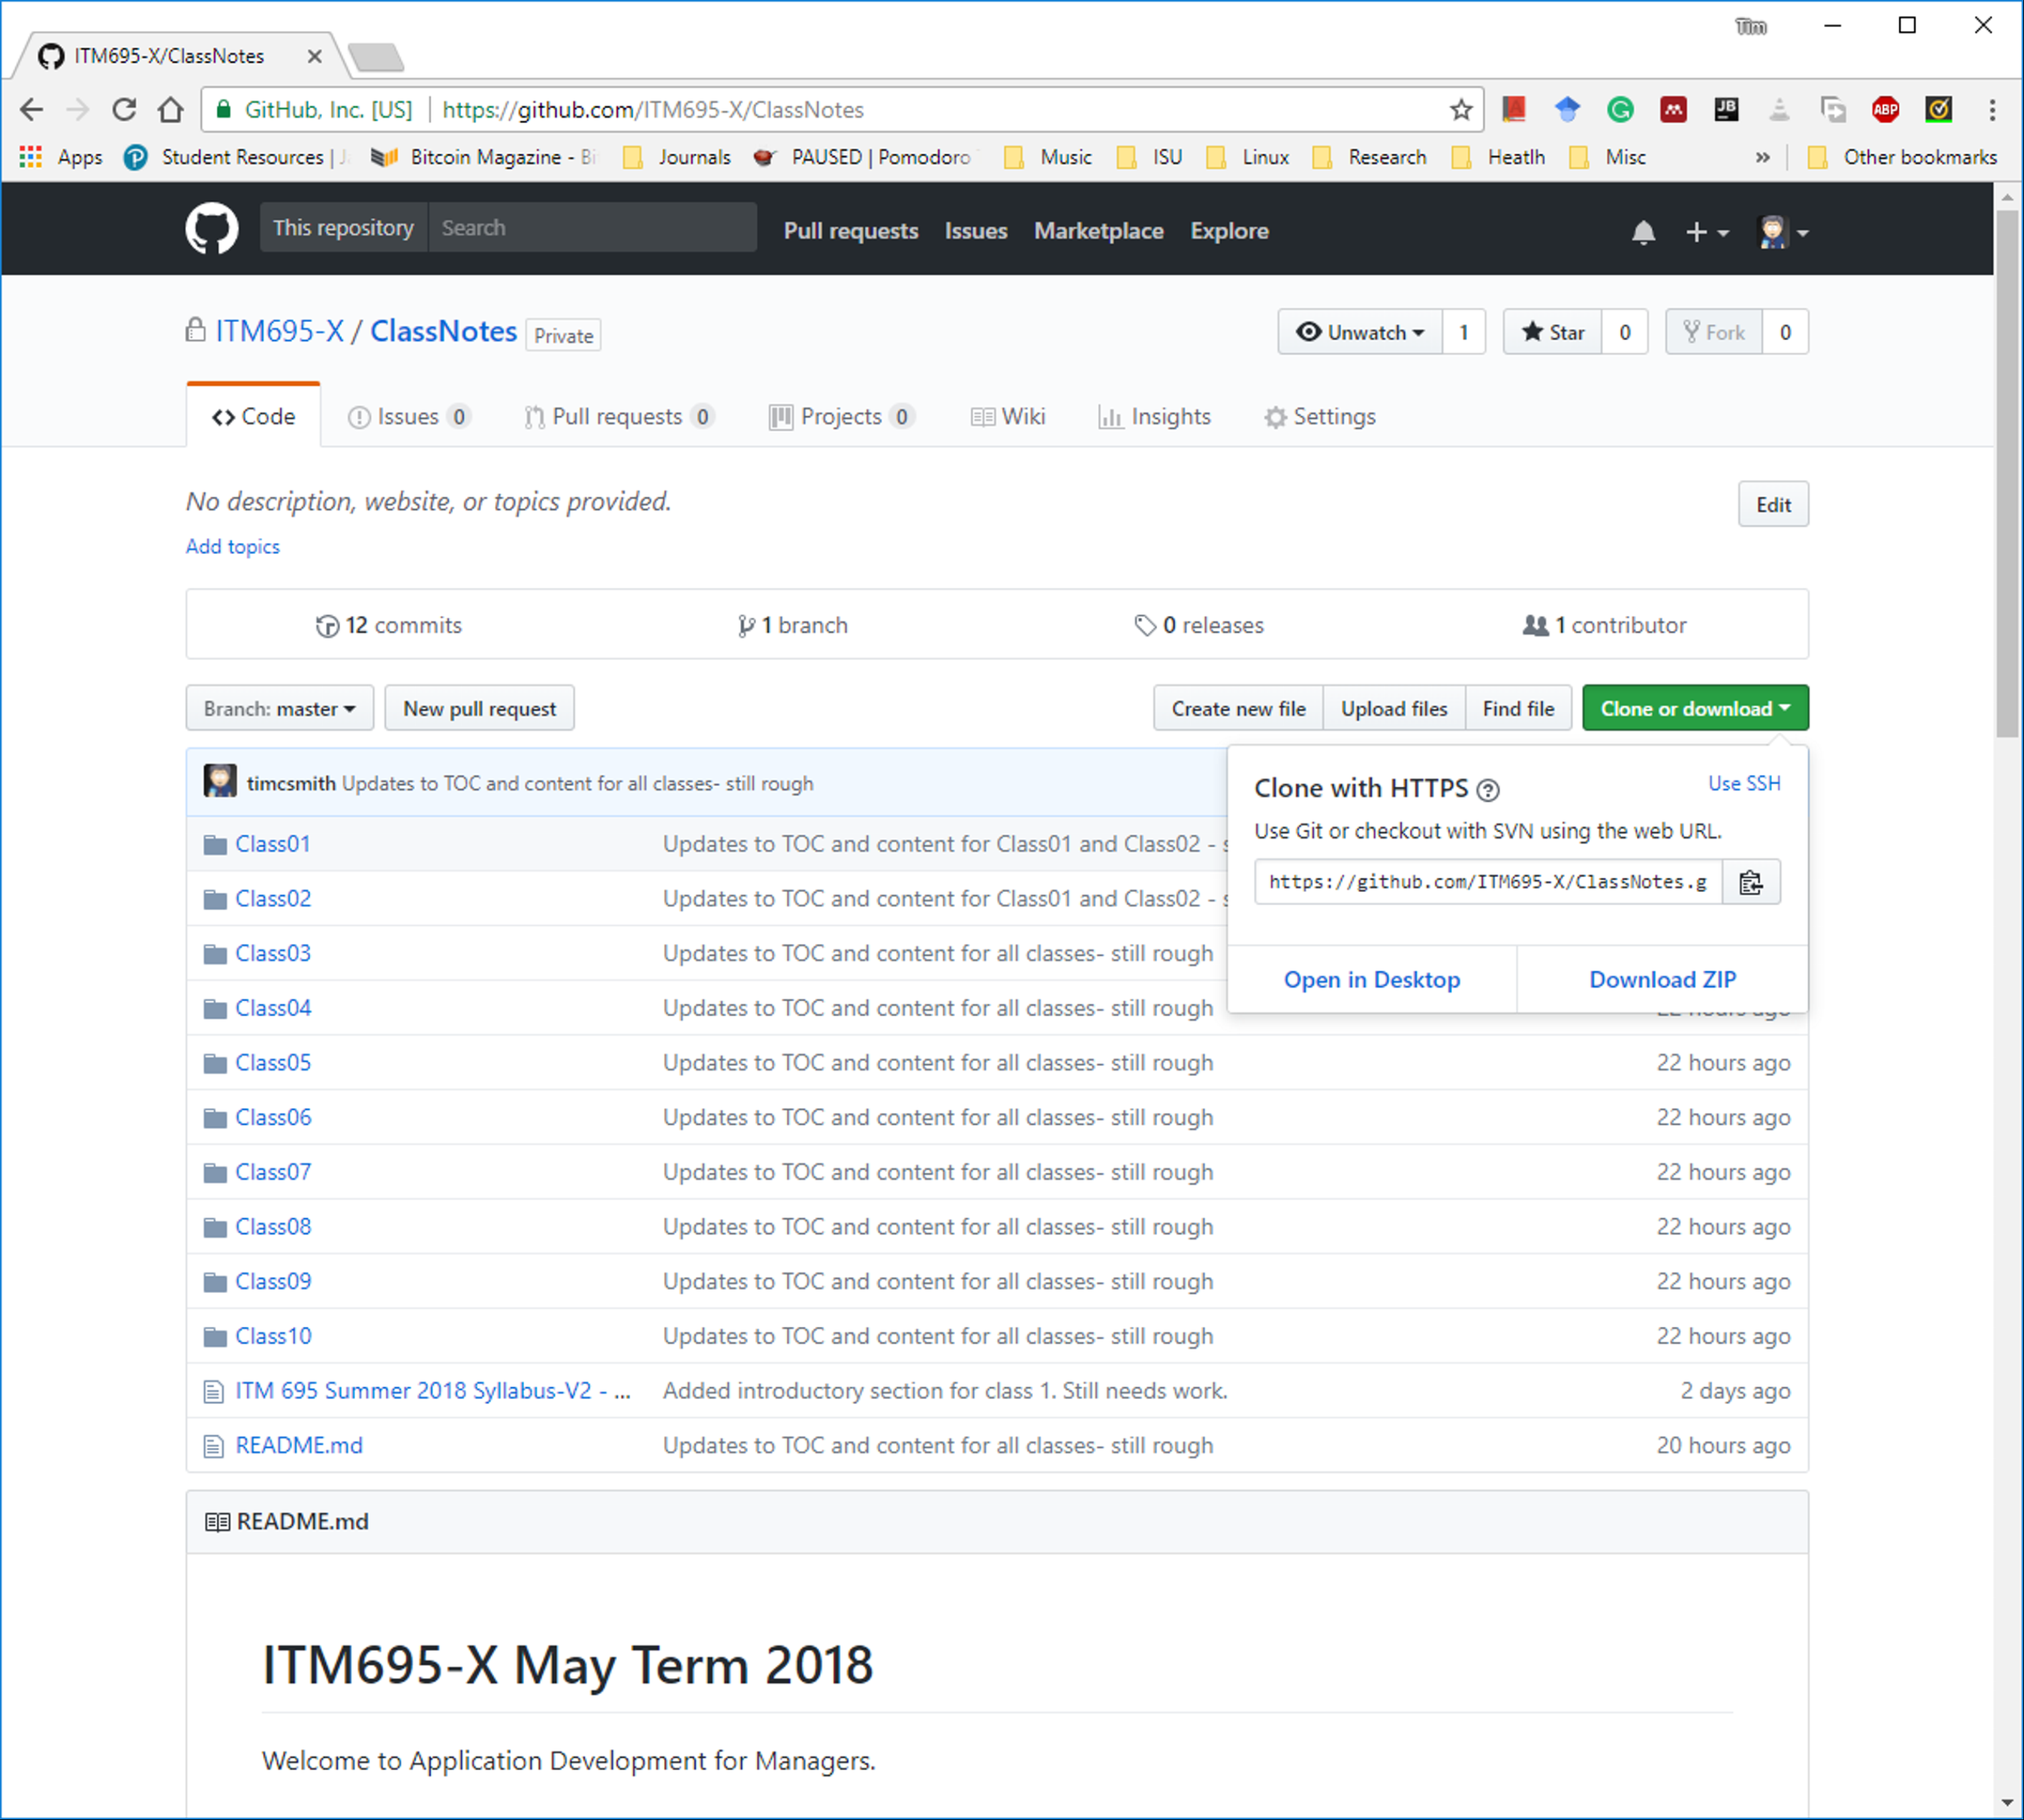 Tim
ITM695-X/ClassNotes
GitHub, Inc. [US] https://github.com/ITM695-X/ClassNotes
Apps Student Resources | Bitcoin Magazine - Journals PAUSED | Pomodoro Music ISU Linux Research Heatlh Misc » Other bookmarks
This repository Search Pull requests Issues Marketplace Explore
ITM695-X / ClassNotes Private Unwatch 1 Star 0 Fork 0
Code Issues 0 Pull requests 0 Projects 0 Wiki Insights Settings
No description, website, or topics provided. Edit
Add topics
12 commits 1 branch 0 releases 1 contributor
Branch: master New pull request Create new file Upload files Find file Clone or download
timcsmith Updates to TOC and content for all classes- still rough
Clone with HTTPS Use SSH
Use Git or checkout with SVN using the web URL.
https://github.com/ITM695-X/ClassNotes.g
Open in Desktop Download ZIP
Class01 Updates to TOC and content for Class01 and Class02 -
Class02 Updates to TOC and content for Class01 and Class02 -
Class03 Updates to TOC and content for all classes- still rough
Class04 Updates to TOC and content for all classes- still rough 22 hours ago
Class05 Updates to TOC and content for all classes- still rough 22 hours ago
Class06 Updates to TOC and content for all classes- still rough 22 hours ago
Class07 Updates to TOC and content for all classes- still rough 22 hours ago
Class08 Updates to TOC and content for all classes- still rough 22 hours ago
Class09 Updates to TOC and content for all classes- still rough 22 hours ago
Class10 Updates to TOC and content for all classes- still rough 22 hours ago
ITM 695 Summer 2018 Syllabus-V2 - ... Added introductory section for class 1. Still needs work. 2 days ago
README.md Updates to TOC and content for all classes- still rough 20 hours ago
README.md
ITM695-X May Term 2018
Welcome to Application Development for Managers.